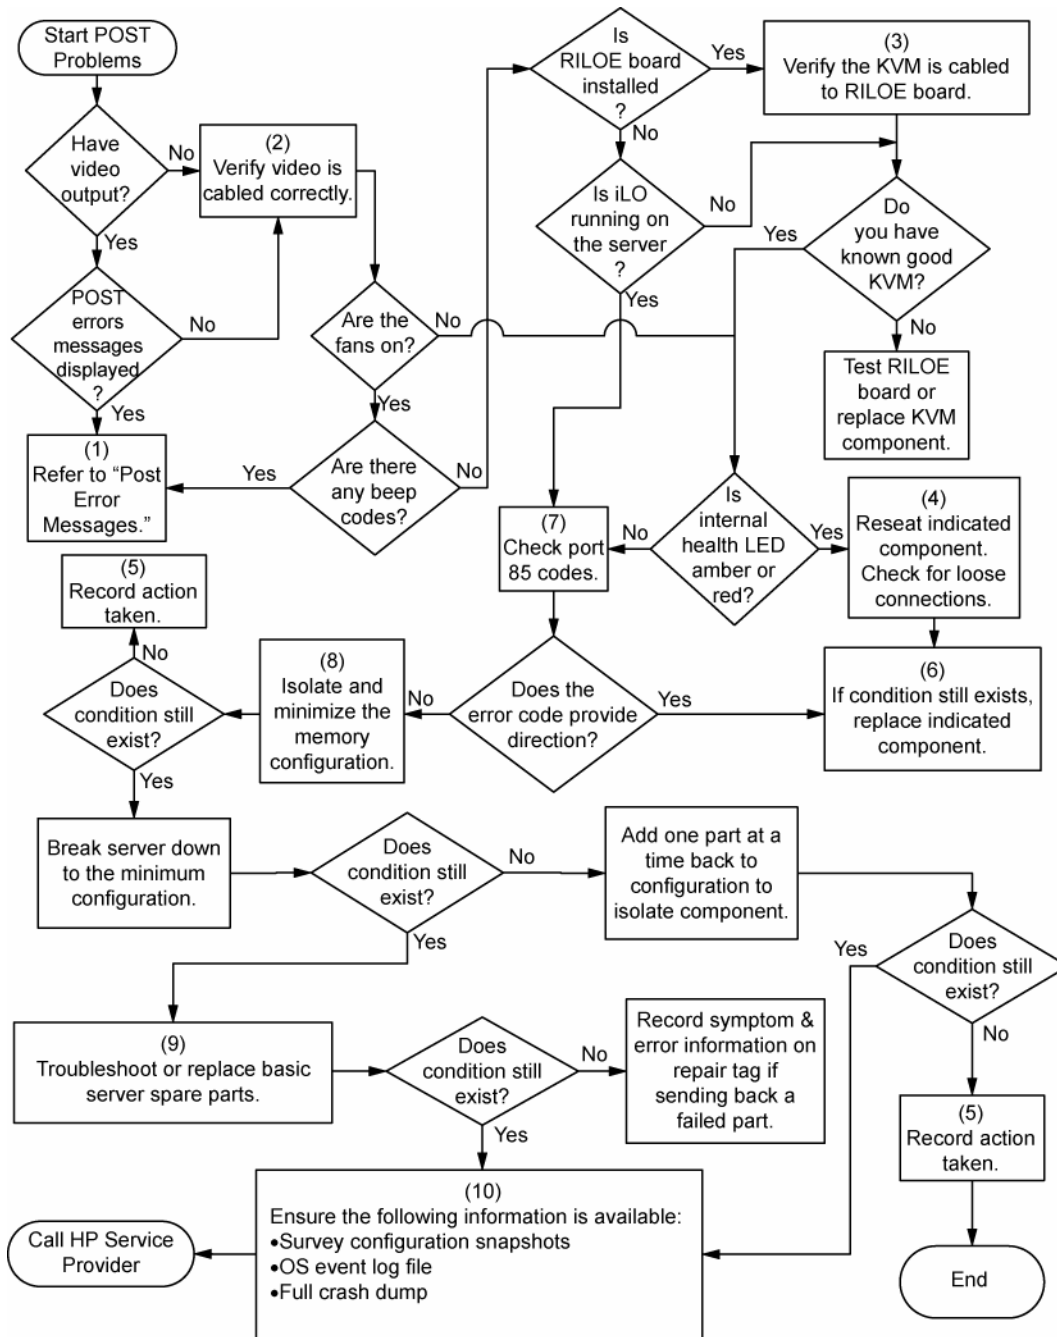 Start POST
Problems
Have
video
output?
No
Yes
(2)
Verify video is
cabled correctly.
POST
errors
messages
displayed
?
No
Yes
(1)
Refer to “Post
Error
Messages.”
Are the
fans on?
No
Yes
Are there
any beep
codes?
Yes
No
Is
RILOE board
installed
?
Yes
No
(3)
Verify the KVM is cabled
to RILOE board.
Is iLO
running on
the server
?
No
Yes
Do
you have
known good
KVM?
Yes
No
Test RILOE
board or
replace KVM
component.
Is
internal
health LED
amber or
red?
No
Yes
(4)
Reseat indicated
component.
Check for loose
connections.
(7)
Check port
85 codes.
(6)
If condition still exists,
replace indicated
component.
Does the
error code provide
direction?
Yes
No
(8)
Isolate and
minimize the
memory
configuration.
Does
condition still
exist?
No
Yes
(5)
Record action
taken.
Break server down
to the minimum
configuration.
Does
condition still
exist?
No
Yes
Add one part at a
time back to
configuration to
isolate component.
Does
condition still
exist?
Yes
No
(5)
Record action
taken.
End
(9)
Troubleshoot or replace basic
server spare parts.
Does
condition still
exist?
No
Yes
Record symptom &
error information on
repair tag if
sending back a
failed part.
(10)
Ensure the following information is available:
•Survey configuration snapshots
•OS event log file
•Full crash dump
Call HP Service
Provider